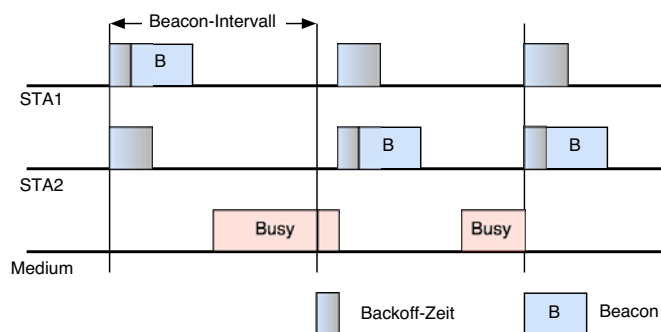 Beacon-Intervall
B
STA1
B
B
STA2
Busy
Busy
Medium
Backoff-Zeit
B
Beacon